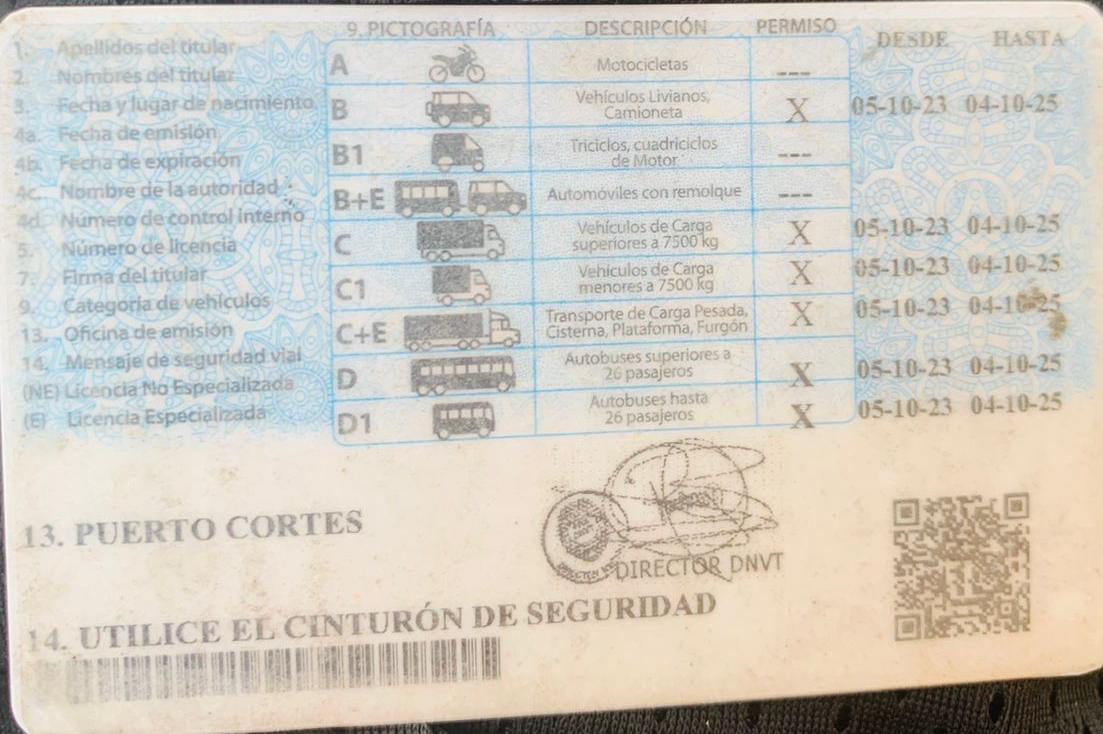 1. Apellidos del titular
2. Nombres del titular
3. Fecha y lugar de nacimiento
4a. Fecha de emisión
4b. Fecha de expiración
4c. Nombre de la autoridad
4d. Número de control interno
5. Número de licencia
7. Firma del titular
9. Categoria de vehículos
13. Oficina de emisión
14. Mensaje de seguridad vial
(NE) Licencia No Especializada
(E) Licencia Especializada
9. PICTOGRAFÍA DESCRIPCIÓN PERMISO DESDE HASTA
A Motocicletas ---
B Vehículos Livianos, Camioneta X 05-10-23 04-10-25
B1 Triciclos, cuadriciclos de Motor ---
B+E Automóviles con remolque ---
C Vehículos de Carga superiores a 7500 kg X 05-10-23 04-10-25
C1 Vehículos de Carga menores a 7500 kg X 05-10-23 04-10-25
C+E Transporte de Carga Pesada, Cisterna, Plataforma, Furgón X 05-10-23 04-10-25
D Autobuses superiores a 26 pasajeros X 05-10-23 04-10-25
D1 Autobuses hasta 26 pasajeros X 05-10-23 04-10-25
13. PUERTO CORTES
DIRECTOR DNVT
14. UTILICE EL CINTURÓN DE SEGURIDAD